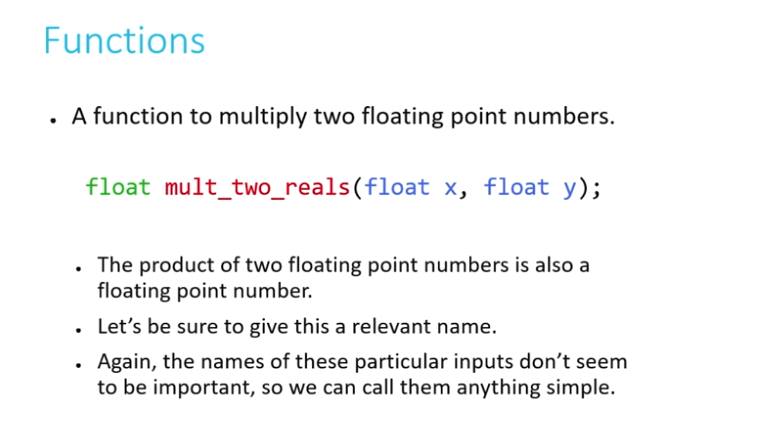 Functions
• A function to multiply two floating point numbers.
float mult_two_reals(float x, float y);
• The product of two floating point numbers is also a
floating point number.
• Let’s be sure to give this a relevant name.
• Again, the names of these particular inputs don’t seem
to be important, so we can call them anything simple.